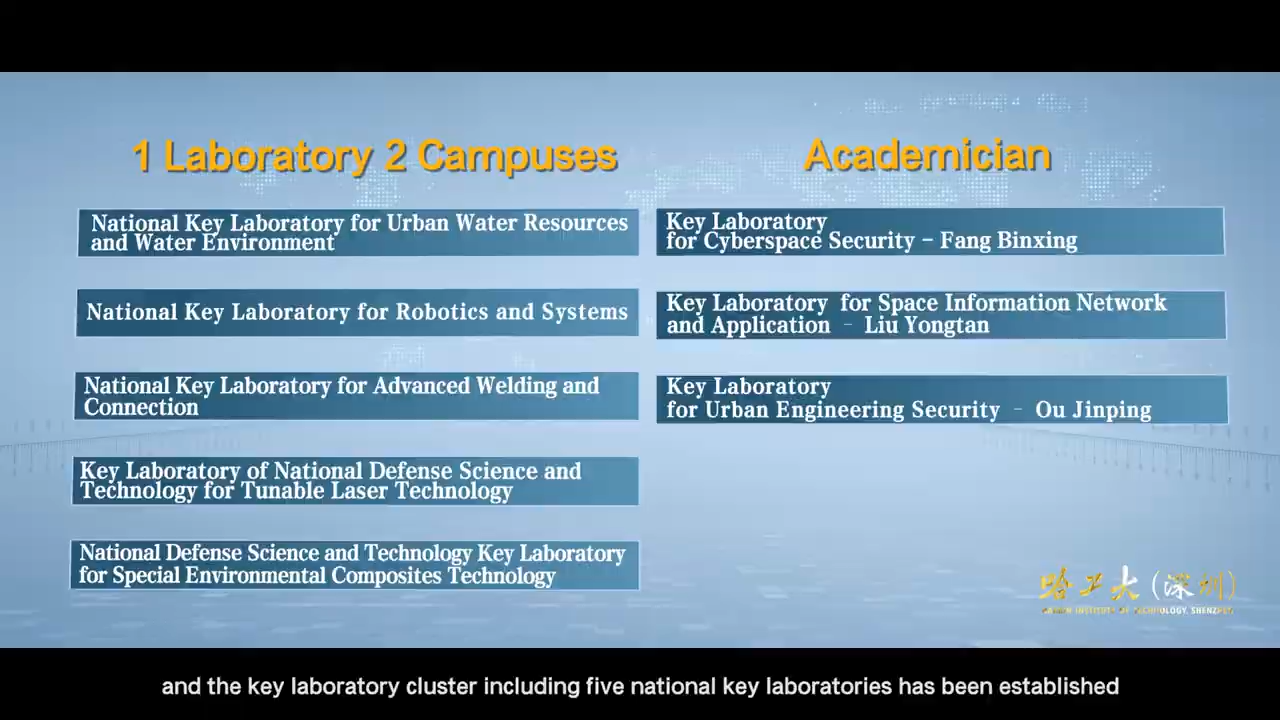 1 Laboratory 2 Campuses
National Key Laboratory for Urban Water Resources
and Water Environment
National Key Laboratory for Robotics and Systems
National Key Laboratory for Advanced Welding and
Connection
Key Laboratory of National Defense Science and
Technology for Tunable Laser Technology
National Defense Science and Technology Key Laboratory
for Special Environmental Composites Technology
Academician
Key Laboratory
for Cyberspace Security - Fang Binxing
Key Laboratory for Space Information Network
and Application - Liu Yongtan
Key Laboratory
for Urban Engineering Security - Ou Jinping
哈工大(深圳)
HARBIN INSTITUTE OF TECHNOLOGY, SHENZHEN
and the key laboratory cluster including five national key laboratories has been established